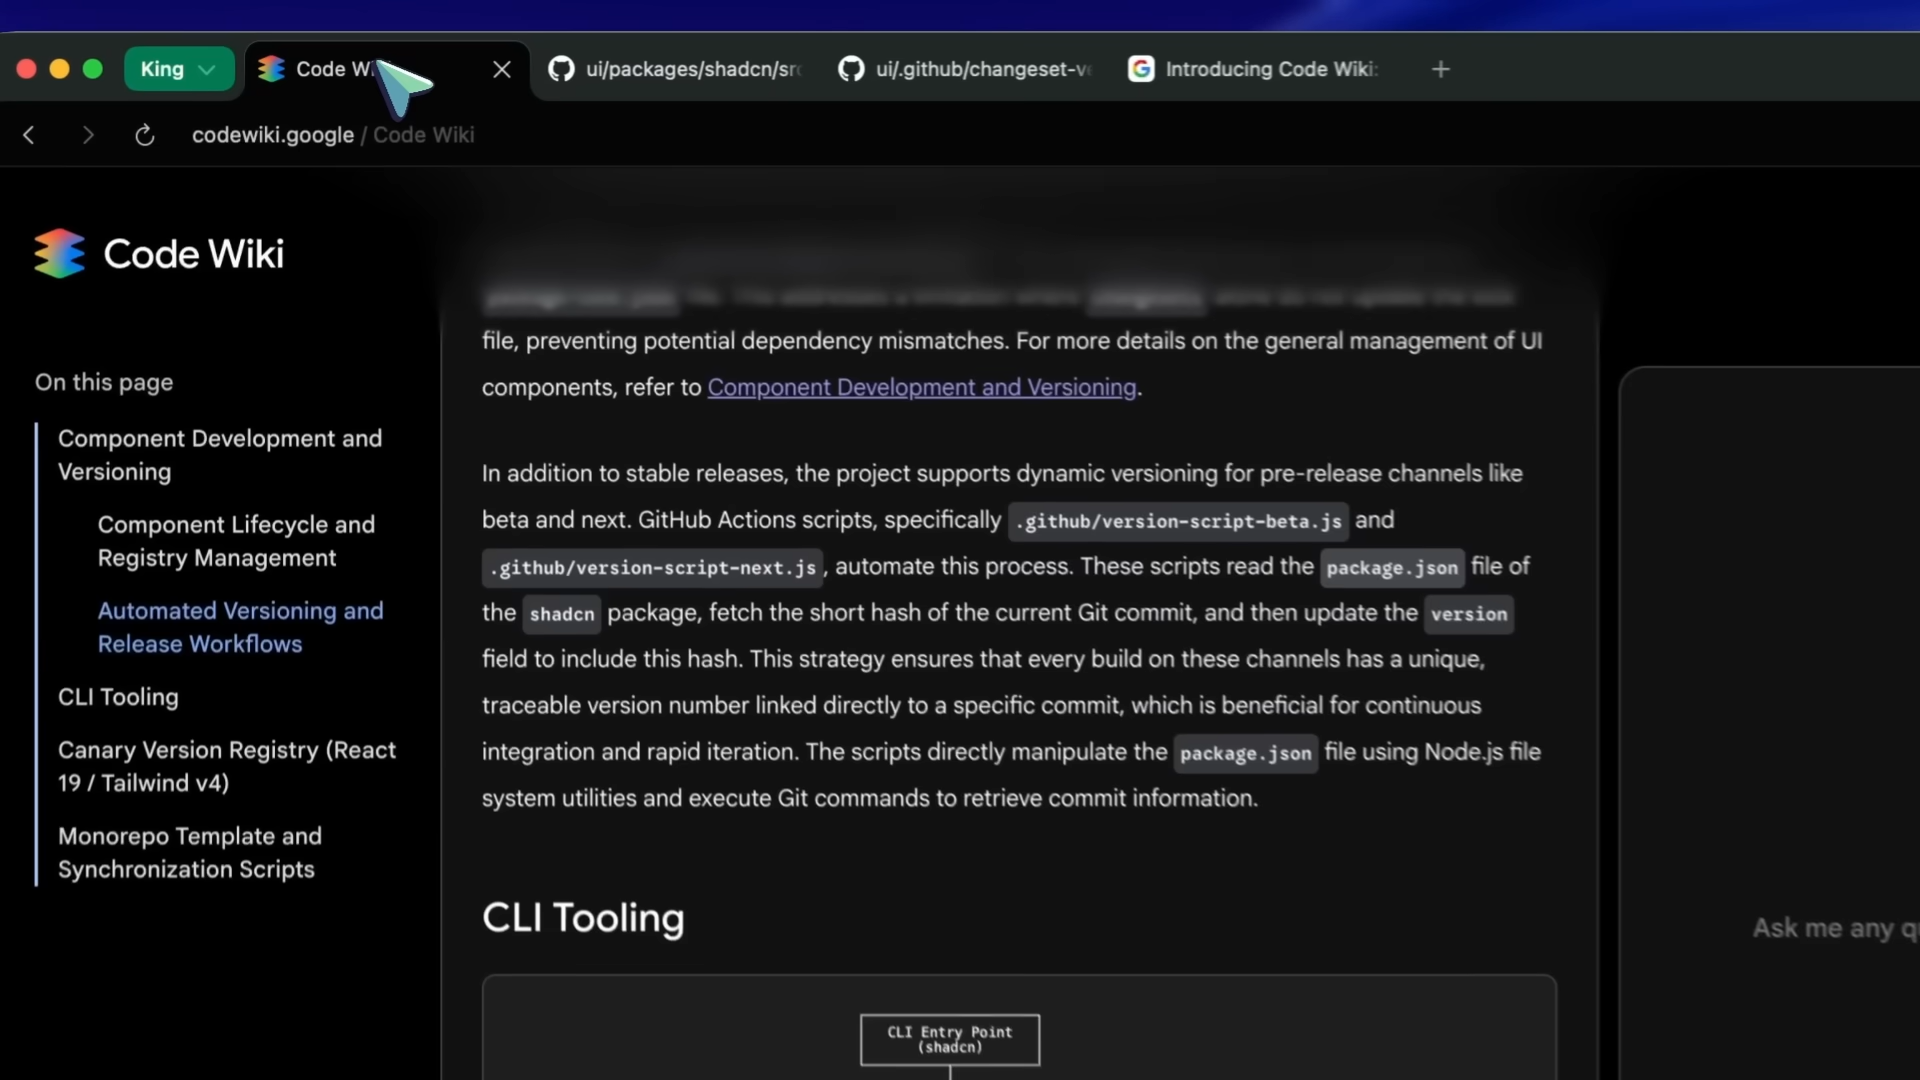 King
Code W
ui/packages/shadcn/src
ui/.github/changeset-ve
Introducing Code Wiki:
codewiki.google / Code Wiki
Code Wiki
On this page
Component Development and
Versioning
Component Lifecycle and
Registry Management
Automated Versioning and
Release Workflows
CLI Tooling
Canary Version Registry (React
19 / Tailwind v4)
Monorepo Template and
Synchronization Scripts
file, preventing potential dependency mismatches. For more details on the general management of UI
components, refer to Component Development and Versioning.
In addition to stable releases, the project supports dynamic versioning for pre-release channels like
beta and next. GitHub Actions scripts, specifically .github/version-script-beta.js and
.github/version-script-next.js, automate this process. These scripts read the package.json file of
the shadcn package, fetch the short hash of the current Git commit, and then update the version
field to include this hash. This strategy ensures that every build on these channels has a unique,
traceable version number linked directly to a specific commit, which is beneficial for continuous
integration and rapid iteration. The scripts directly manipulate the package.json file using Node.js file
system utilities and execute Git commands to retrieve commit information.
CLI Tooling
CLI Entry Point
(shadcn)
Ask me any q